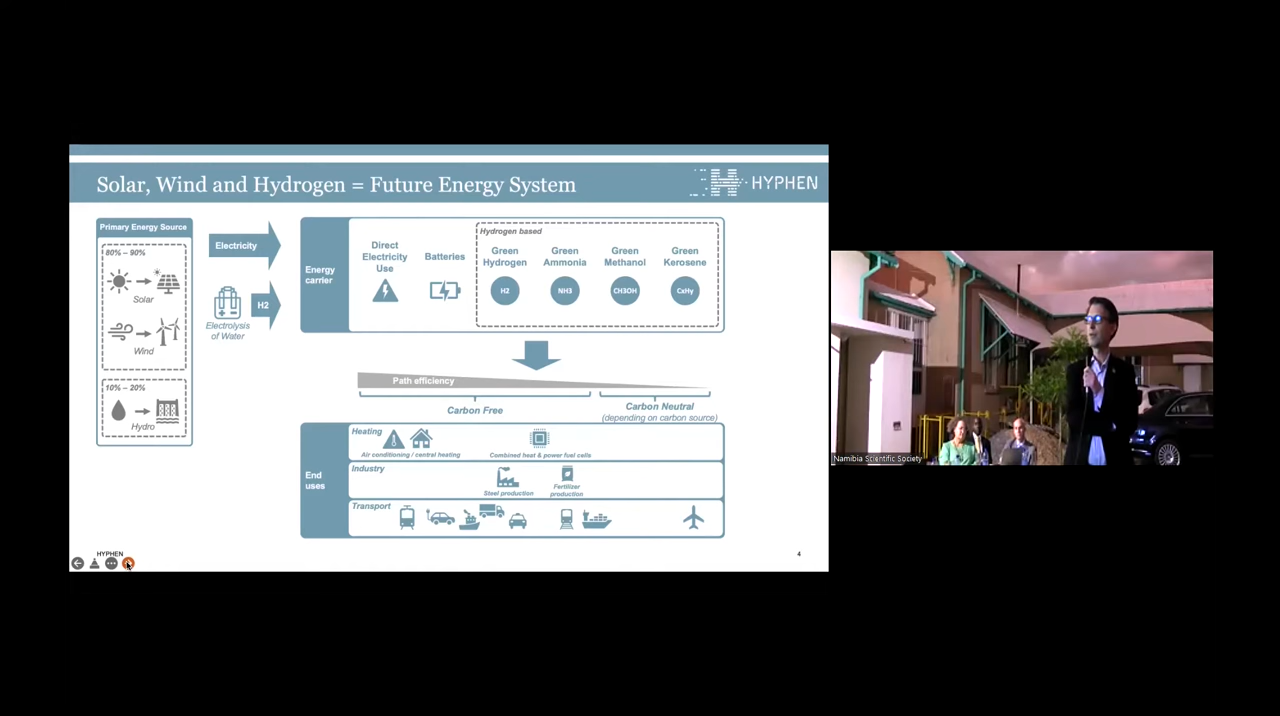 Solar, Wind and Hydrogen = Future Energy System
HYPHEN
Primary Energy Source
80% – 90%
Solar
Wind
10% – 20%
Hydro
Electricity
H2
Electrolysis
of Water
Energy
carrier
Direct
Electricity
Use
Batteries
Hydrogen based
Green
Hydrogen
H2
Green
Ammonia
NH3
Green
Methanol
CH3OH
Green
Kerosene
CxHy
Path efficiency
Carbon Free
Carbon Neutral
(depending on carbon source)
End
uses
Heating
Air conditioning / central heating
Combined heat & power fuel cells
Industry
Steel production
Fertilizer
production
Transport
HYPHEN
4
Namibia Scientific Society